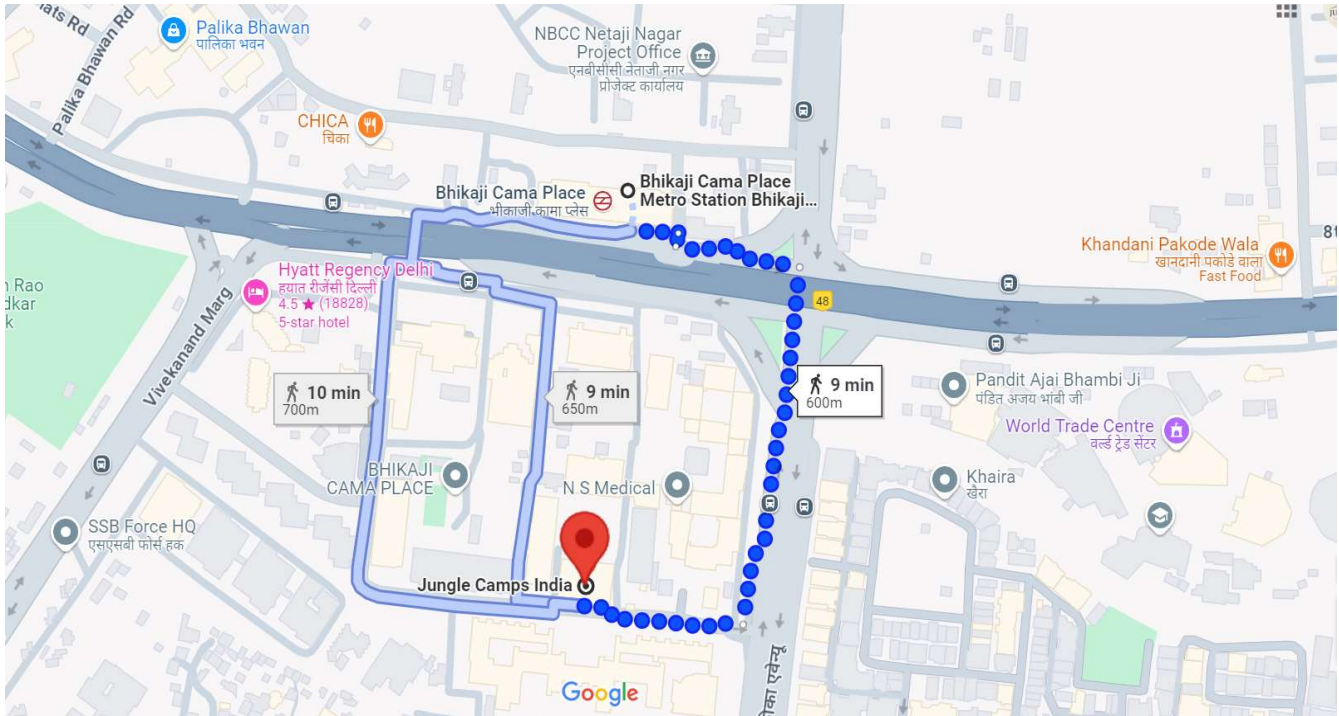 Palika Bhawan Rd
Palika Bhawan
पालिका भवन
NBCC Netaji Nagar
Project Office
एनबीसीसी नेताजी नगर
प्रोजेक्ट कार्यालय
CHICA
चिका
Bhikaji Cama Place
भीकाजी कामा प्लेस
Bhikaji Cama Place
Metro Station Bhikaji...
Khandani Pakode Wala
खानदानी पकोडे वाला
Fast Food
8th
Hyatt Regency Delhi
हयात रीजेंसी दिल्ली
4.5 ★ (18828)
5-star hotel
48
Vivekanand Marg
10 min
700m
9 min
650m
9 min
600m
Pandit Ajai Bhambi Ji
पंडित अजय भांबी जी
World Trade Centre
वर्ल्ड ट्रेड सेंटर
BHIKAJI
CAMA PLACE
N S Medical
Khaira
खैरा
SSB Force HQ
एसएसबी फोर्स हक
Jungle Camps India
Google